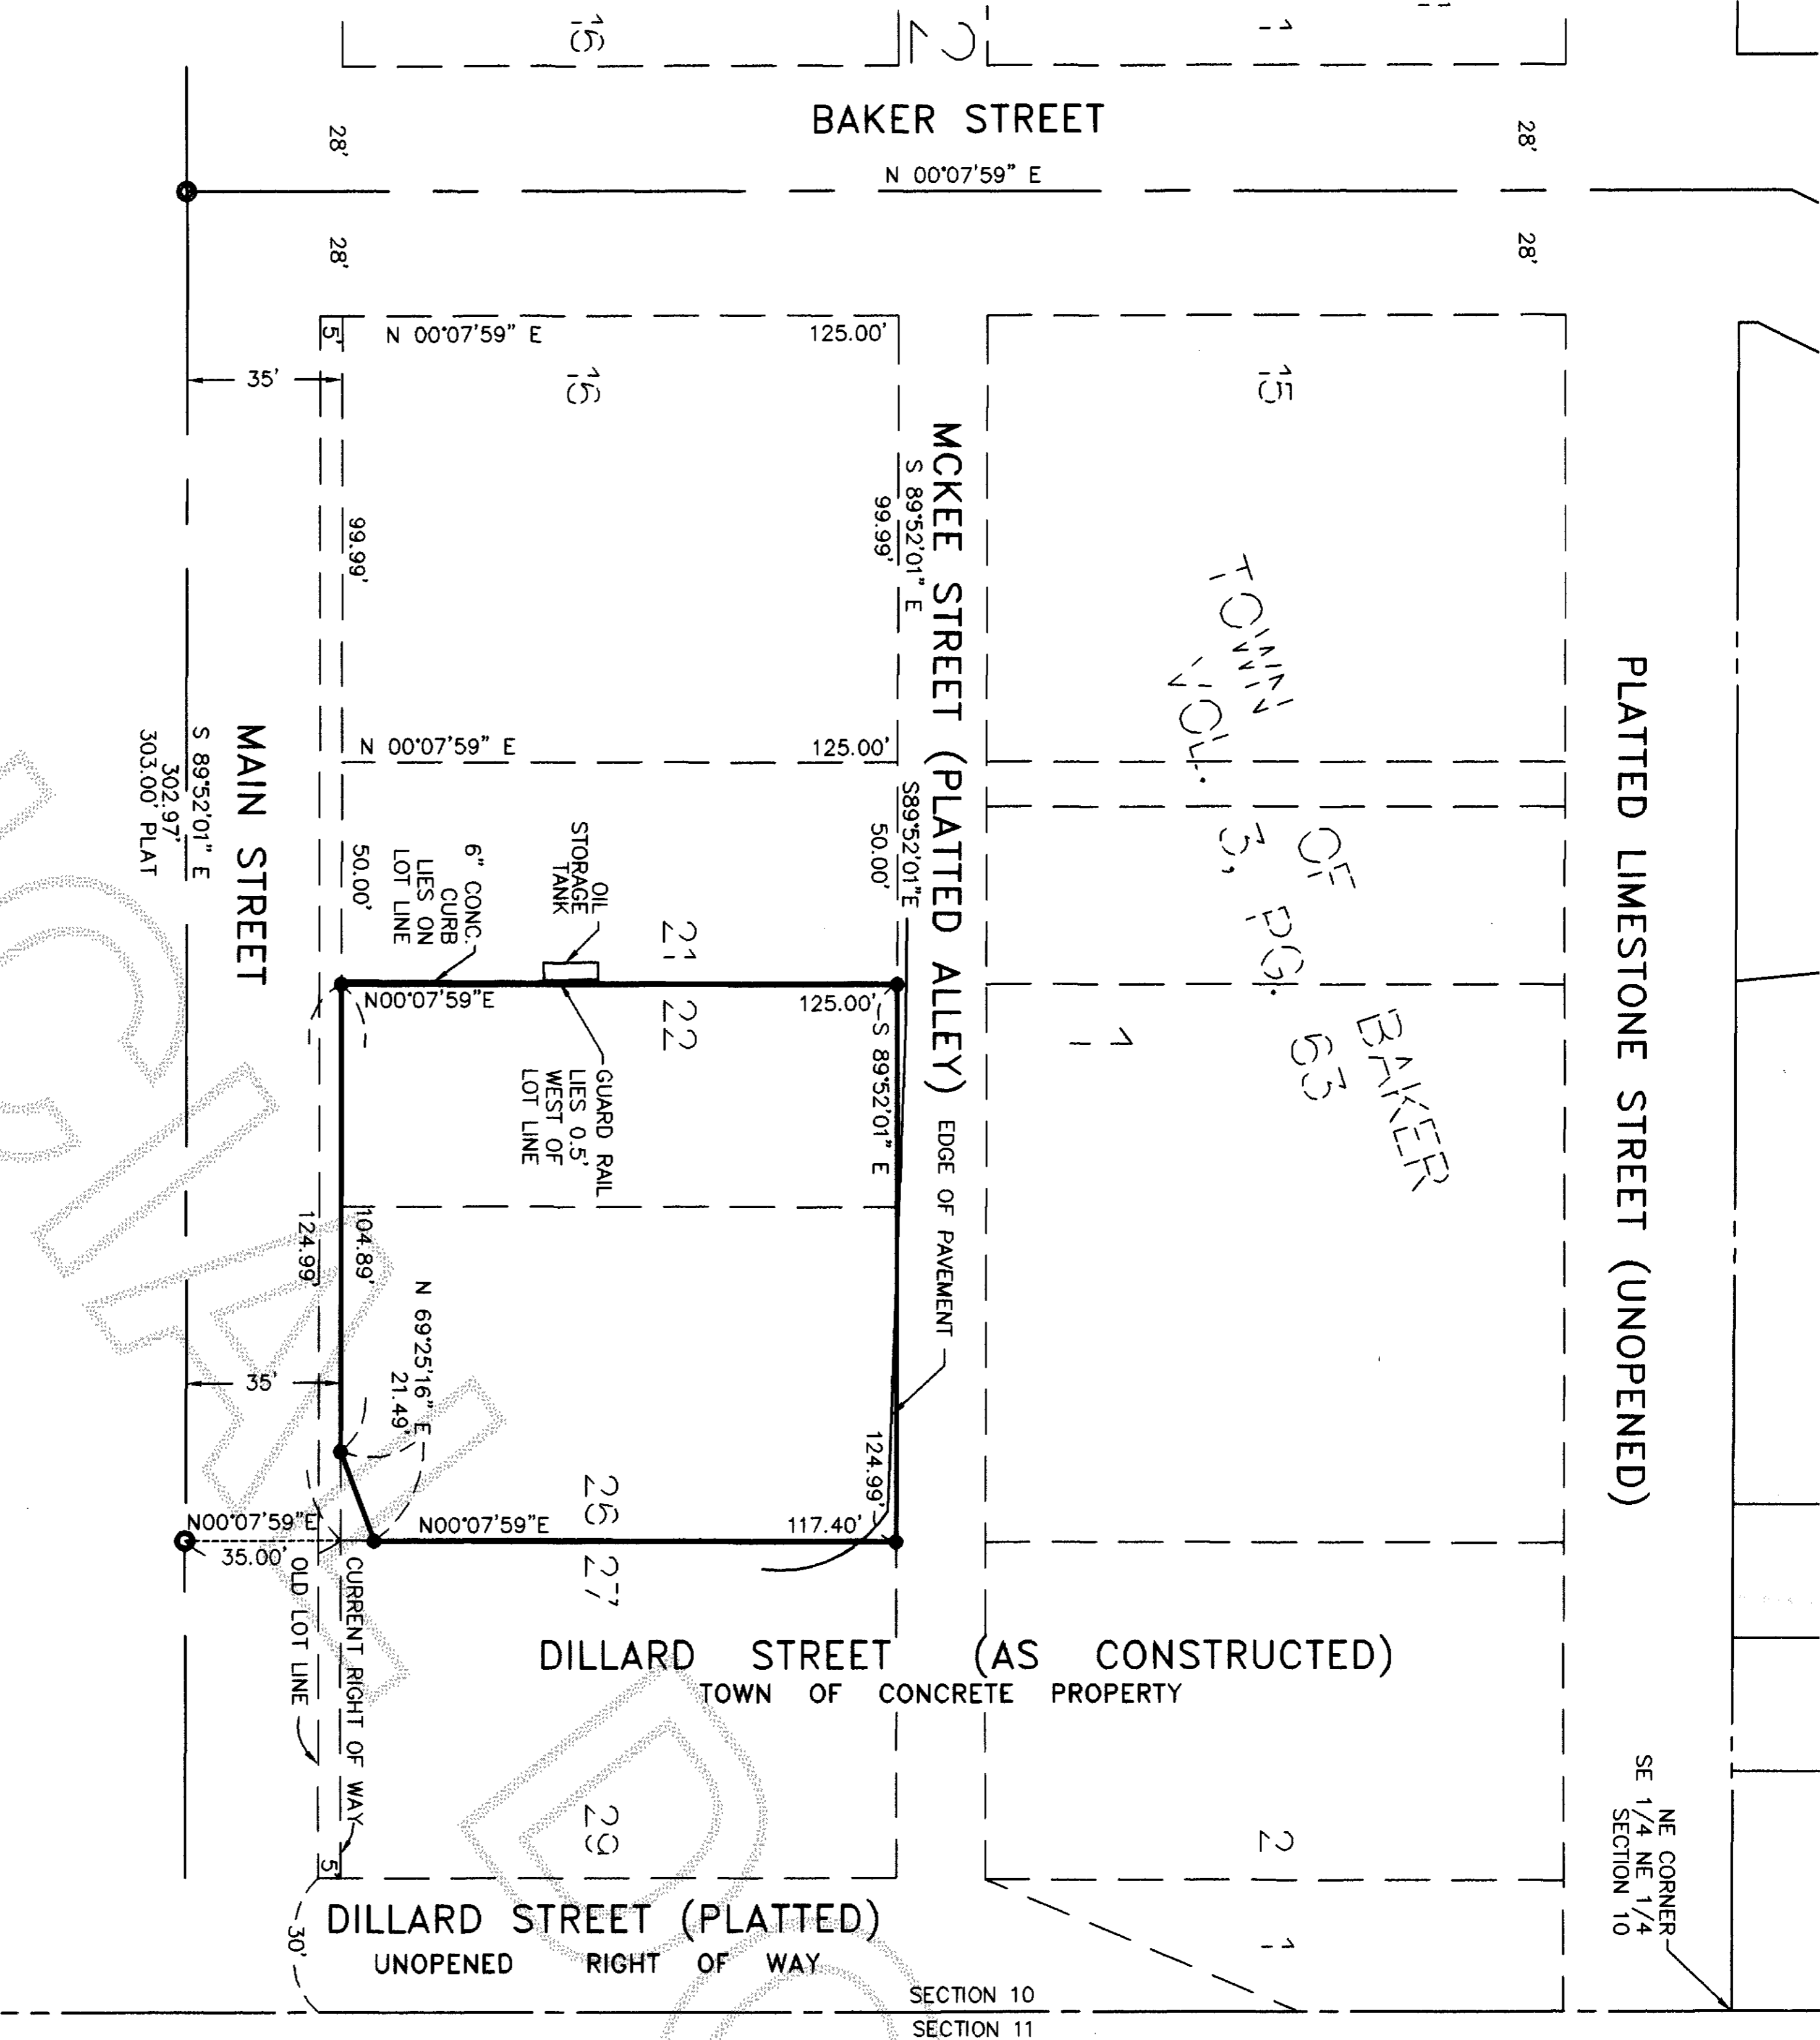 16
2
1
BAKER STREET
N 00°07'59" E
28'
28'
28'
28'
5'
N 00°07'59" E
125.00'
35'
16
15
MCKEE STREET (PLATTED ALLEY)
S 89°52'01" E
99.99'
99.99'
TOWN OF BAKER
VOL. 3, PG. 63
PLATTED LIMESTONE STREET (UNOPENED)
N 00°07'59" E
125.00'
MAIN STREET
S 89°52'01" E
302.97'
303.00' PLAT
50.00'
S89°52'01"E
50.00'
6" CONC.
CURB
LIES ON
LOT LINE
OIL
STORAGE
TANK
21
22
N00°07'59"E
125.00'
S 89°52'01" E
GUARD RAIL
LIES 0.5'
WEST OF
LOT LINE
EDGE OF PAVEMENT
124.99'
104.89'
124.99'
N 69°25'16" E
21.49'
35'
N00°07'59"E
35.00'
N00°07'59"E
117.40'
26
27
OLD LOT LINE
CURRENT RIGHT OF WAY
DILLARD STREET (AS CONSTRUCTED)
TOWN OF CONCRETE PROPERTY
29
2
1
5'
30'
DILLARD STREET (PLATTED)
UNOPENED RIGHT OF WAY
NE CORNER
SE 1/4 NE 1/4
SECTION 10
SECTION 10
SECTION 11